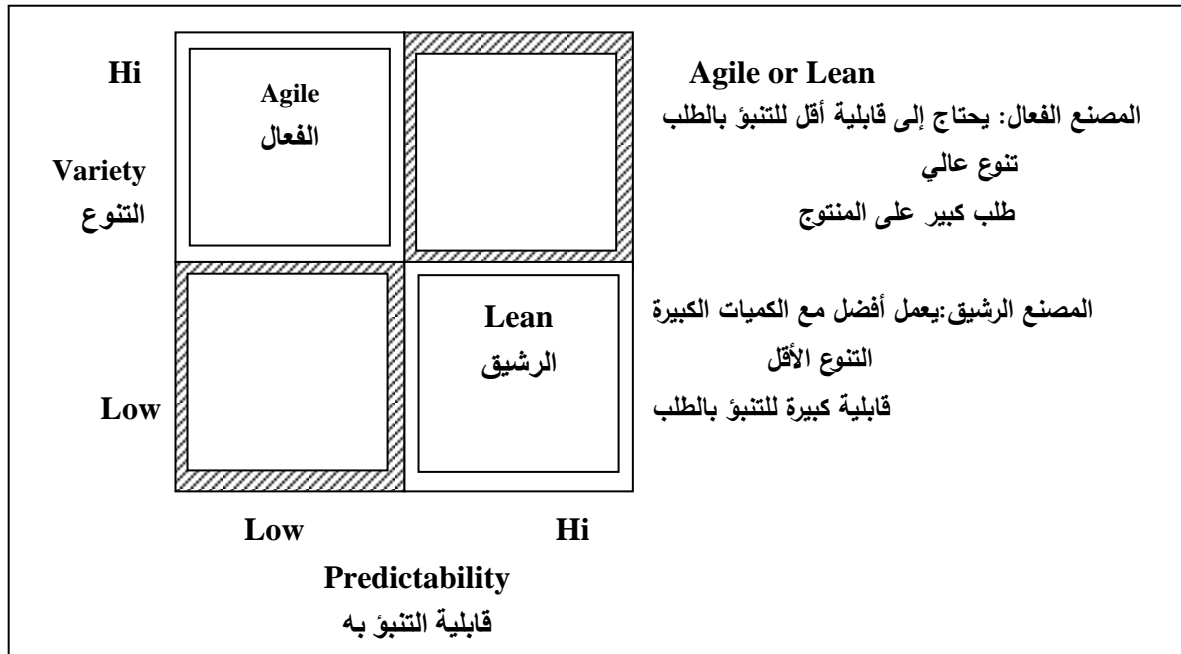 Hi
Agile
الفعال
Agile or Lean
المصنع الفعال: يحتاج إلى قابلية أقل للتنبؤ بالطلب
تنوع عالي
طلب كبير على المنتوج
Variety
التنوع
Lean
الرشيق
المصنع الرشيق:يعمل أفضل مع الكميات الكبيرة
التنوع الأقل
قابلية كبيرة للتنبؤ بالطلب
Low
Low
Hi
Predictability
قابلية التنبؤ به